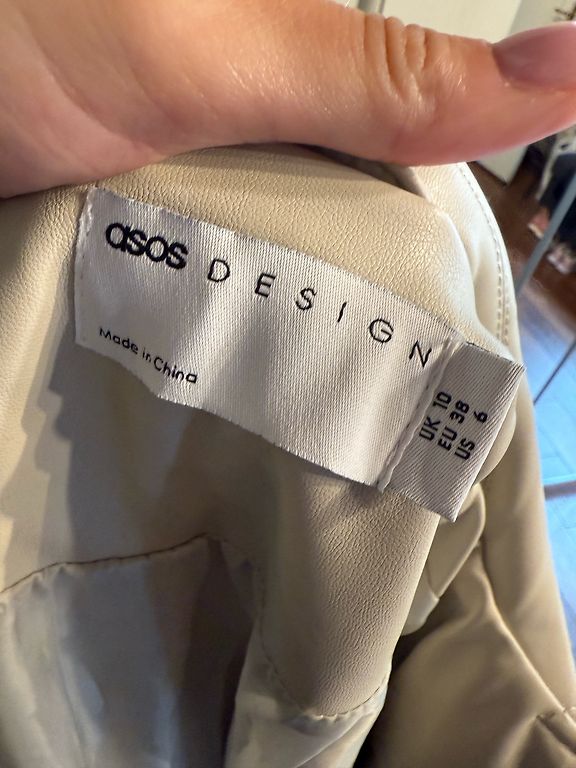 asos DESIGN
Made in China
UK 10
EU 38
US 6